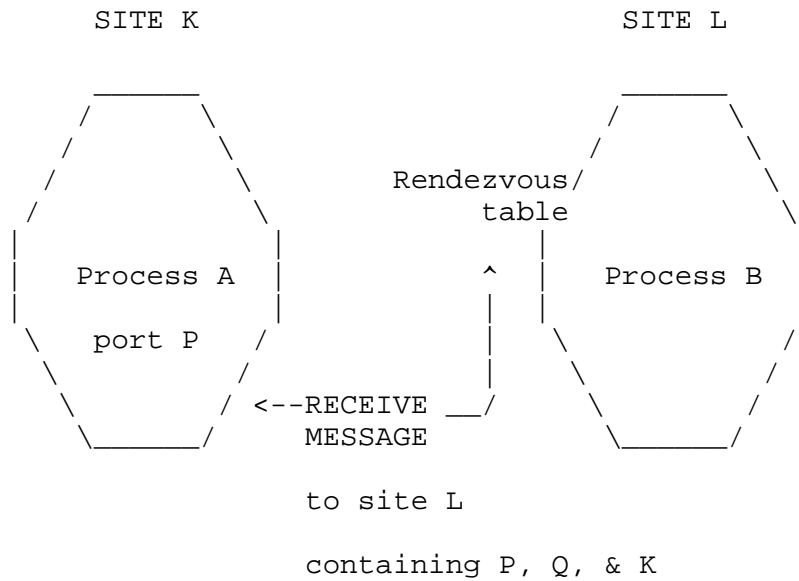 SITE K SITE L
Rendezvous
table
Process A Process B
port P
<--RECEIVE
MESSAGE
to site L
containing P, Q, & K